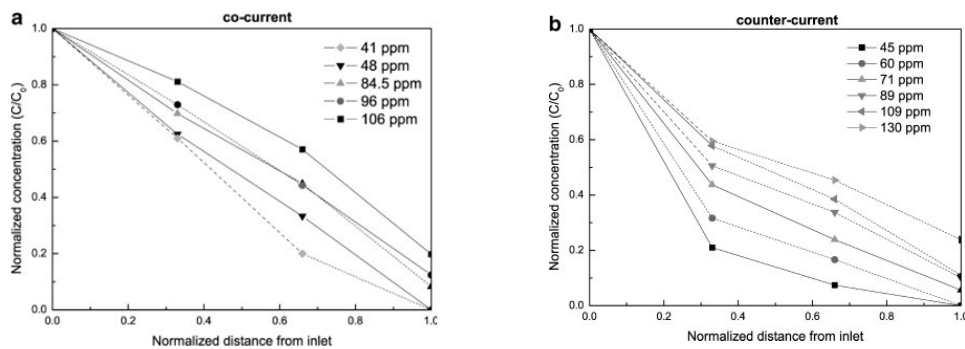 a
co-current
Normalized concentration (C/C₀)
1.0
0.8
0.6
0.4
0.2
0.0
41 ppm
48 ppm
84.5 ppm
96 ppm
106 ppm
0.0 0.2 0.4 0.6 0.8 1.0
Normalized distance from inlet
b
counter-current
Normalized concentration (C/C₀)
1.0
0.8
0.6
0.4
0.2
0.0
45 ppm
60 ppm
71 ppm
89 ppm
109 ppm
130 ppm
0.0 0.2 0.4 0.6 0.8 1.0
Normalized distance from inlet